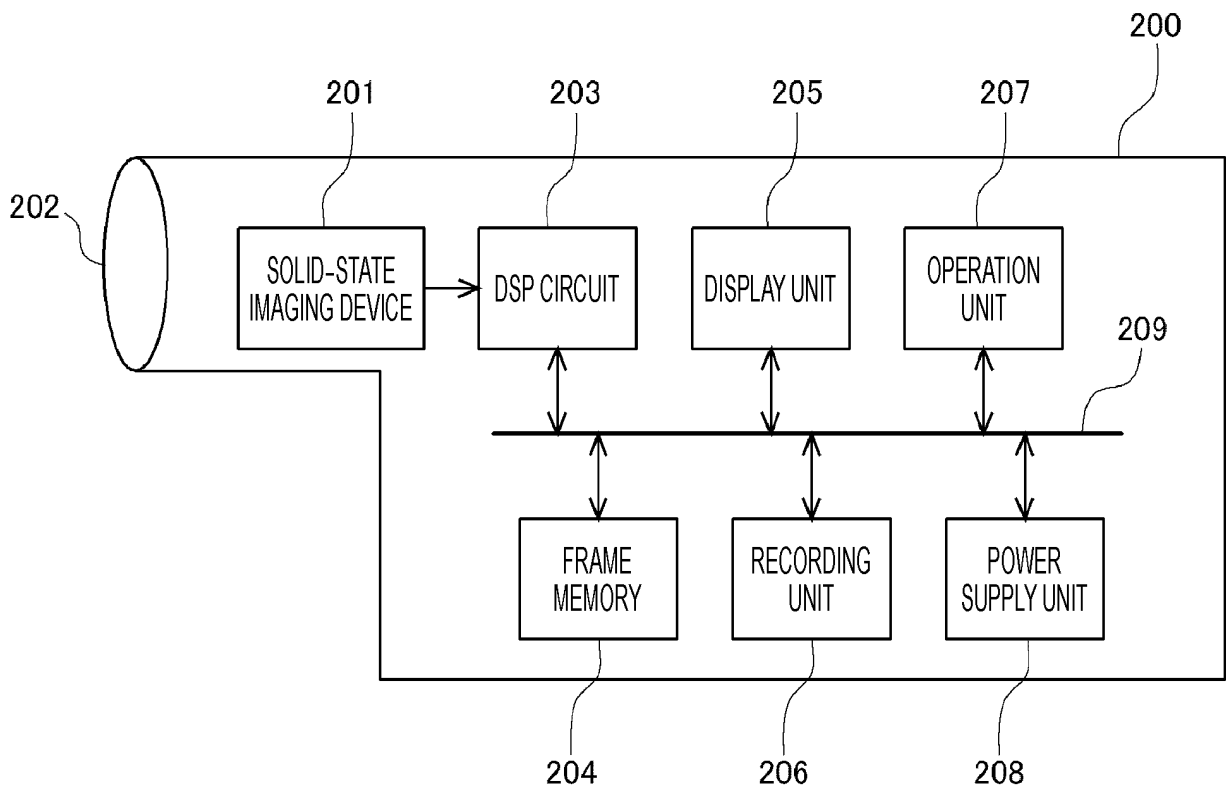 200
201
203
205
207
202
SOLID-STATE
IMAGING DEVICE
DSP CIRCUIT
DISPLAY UNIT
OPERATION
UNIT
209
FRAME
MEMORY
RECORDING
UNIT
POWER
SUPPLY UNIT
204
206
208